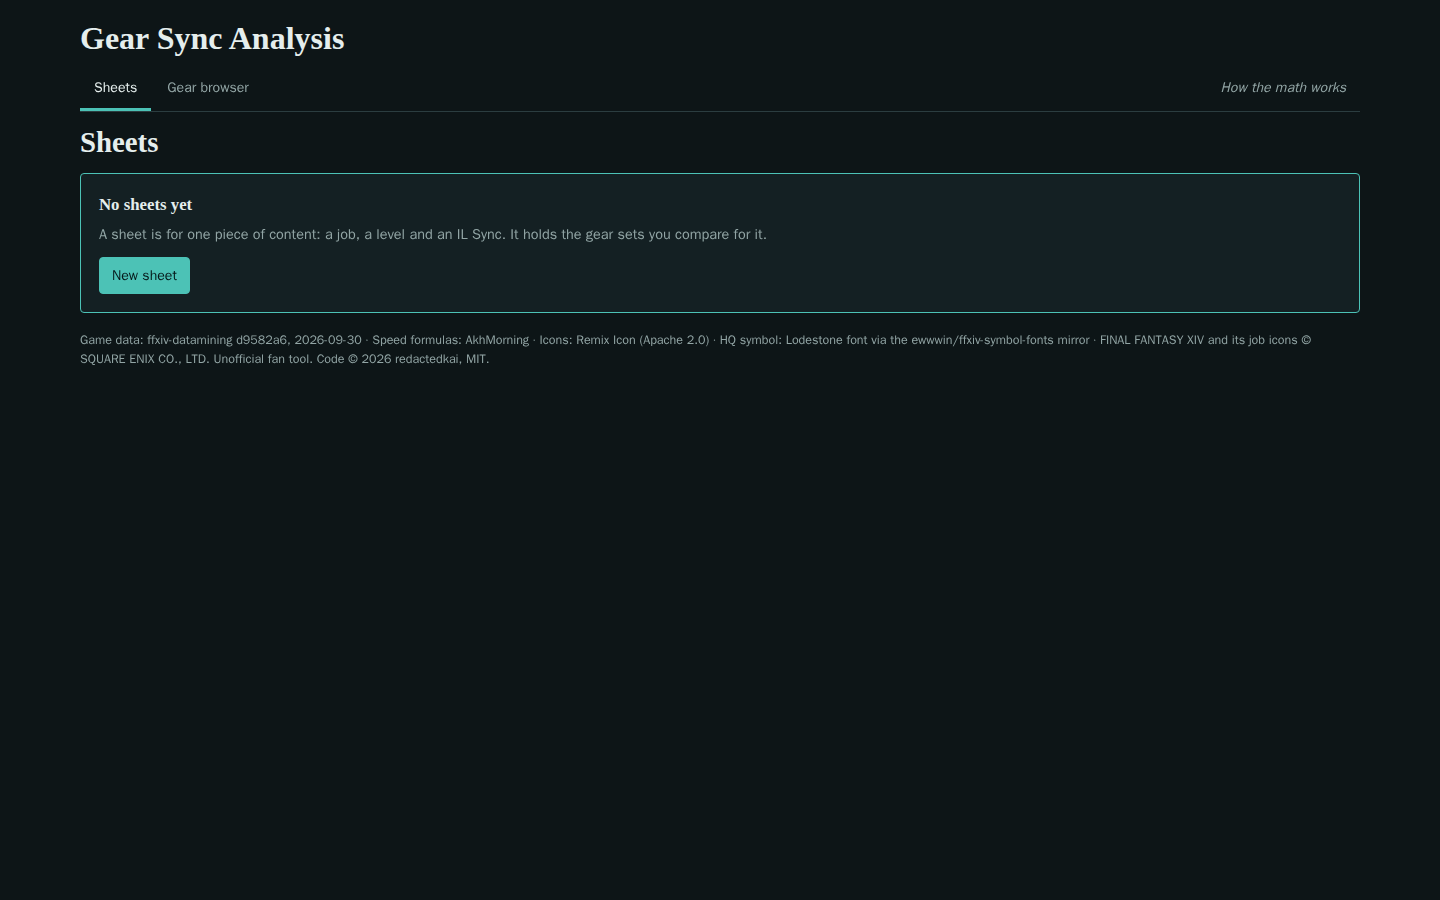 Gear Sync Analysis
Sheets
Gear browser
How the math works
Sheets
No sheets yet
A sheet is for one piece of content: a job, a level and an IL Sync. It holds the gear sets you compare for it.
New sheet
Game data: ffxiv-datamining d9582a6, 2026-09-30 · Speed formulas: AkhMorning · Icons: Remix Icon (Apache 2.0) · HQ symbol: Lodestone font via the ewwwin/ffxiv-symbol-fonts mirror · FINAL FANTASY XIV and its job icons ©
SQUARE ENIX CO., LTD. Unofficial fan tool. Code © 2026 redactedkai, MIT.